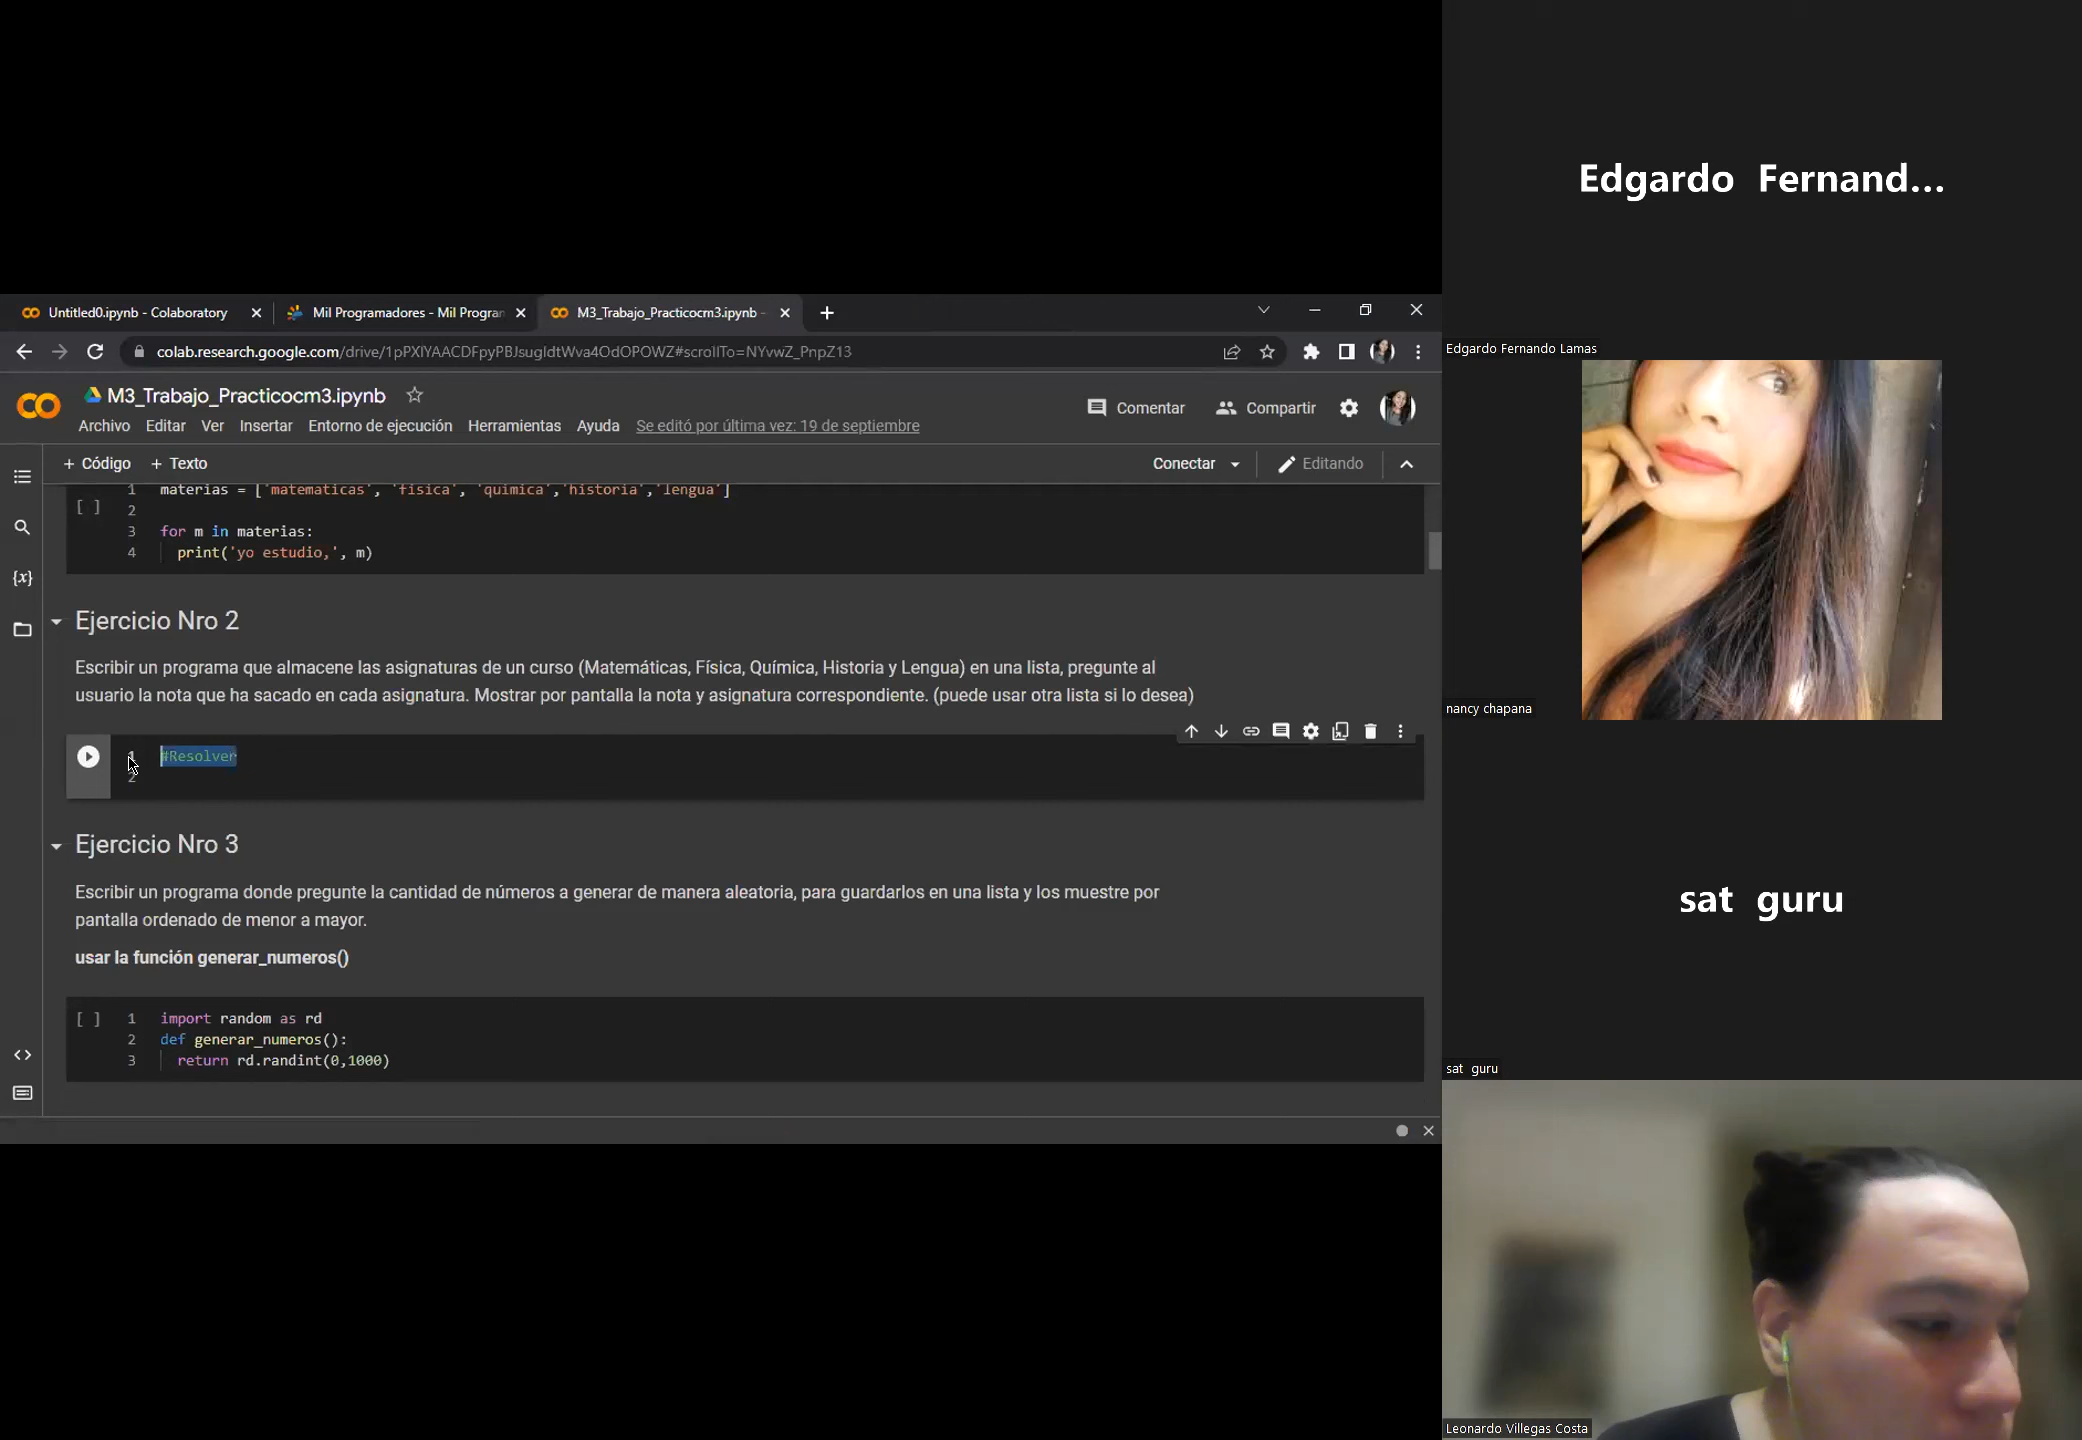 Untitled0.ipynb - Colaboratory
Mil Programadores - Mil Progran
M3_Trabajo_Practicocm3.ipynb -
colab.research.google.com/drive/1pPXlYAACDFpyPBJsugIdtWva4OdOPOWZ#scrollTo=NYvwZ_PnpZ13
M3_Trabajo_Practicocm3.ipynb
Archivo Editar Ver Insertar Entorno de ejecución Herramientas Ayuda Se editó por última vez: 19 de septiembre
Comentar Compartir
+ Código + Texto
Conectar Editando
[ ]
1 materias = ['matematicas', 'fisica', 'quimica','historia','lengua']
2
3 for m in materias:
4 print('yo estudio,', m)
Ejercicio Nro 2
Escribir un programa que almacene las asignaturas de un curso (Matemáticas, Física, Química, Historia y Lengua) en una lista, pregunte al
usuario la nota que ha sacado en cada asignatura. Mostrar por pantalla la nota y asignatura correspondiente. (puede usar otra lista si lo desea)
1 #Resolver
2
Ejercicio Nro 3
Escribir un programa donde pregunte la cantidad de números a generar de manera aleatoria, para guardarlos en una lista y los muestre por
pantalla ordenado de menor a mayor.
usar la función generar_numeros()
[ ] 1 import random as rd
2 def generar_numeros():
3 return rd.randint(0,1000)
Edgardo Fernand...
Edgardo Fernando Lamas
nancy chapana
sat guru
sat guru
Leonardo Villegas Costa